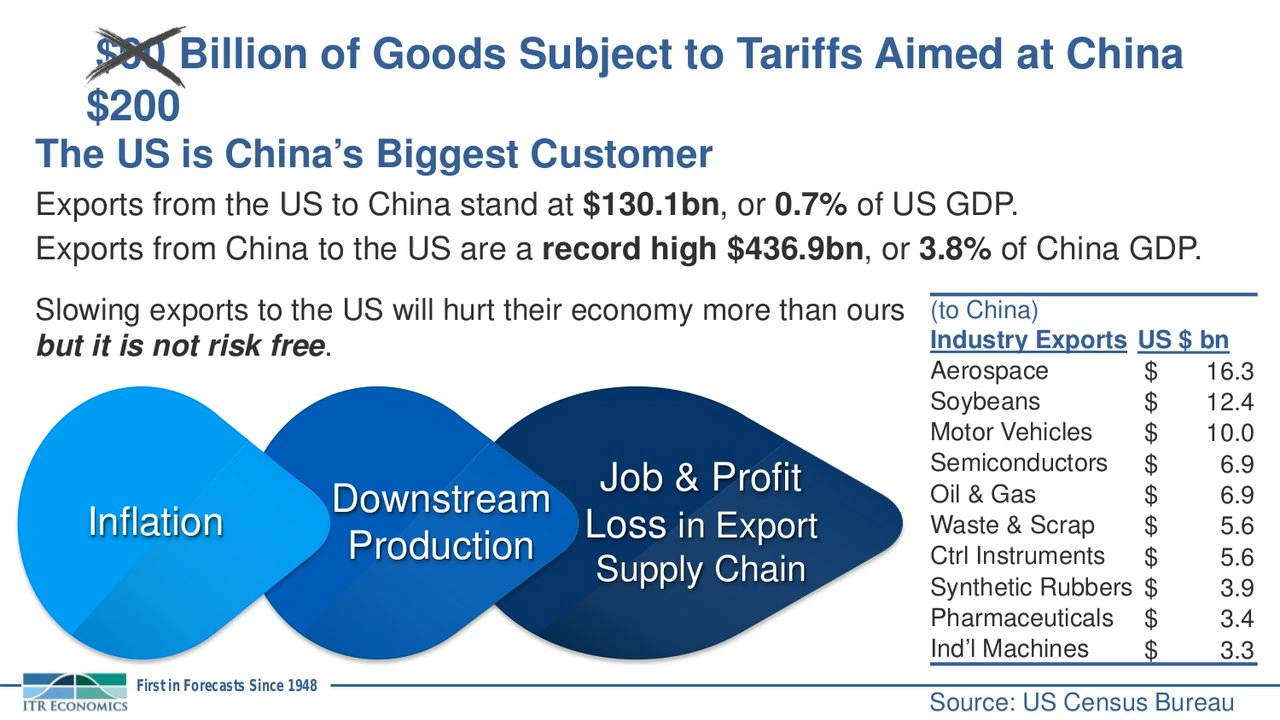 $60 Billion of Goods Subject to Tariffs Aimed at China
$200
The US is China’s Biggest Customer
Exports from the US to China stand at $130.1bn, or 0.7% of US GDP.
Exports from China to the US are a record high $436.9bn, or 3.8% of China GDP.
Slowing exports to the US will hurt their economy more than ours
but it is not risk free.
Inflation
Downstream
Production
Job & Profit
Loss in Export
Supply Chain
(to China)
Industry Exports US $ bn
Aerospace $ 16.3
Soybeans $ 12.4
Motor Vehicles $ 10.0
Semiconductors $ 6.9
Oil & Gas $ 6.9
Waste & Scrap $ 5.6
Ctrl Instruments $ 5.6
Synthetic Rubbers $ 3.9
Pharmaceuticals $ 3.4
Ind’l Machines $ 3.3
ITR ECONOMICS
First in Forecasts Since 1948
Source: US Census Bureau